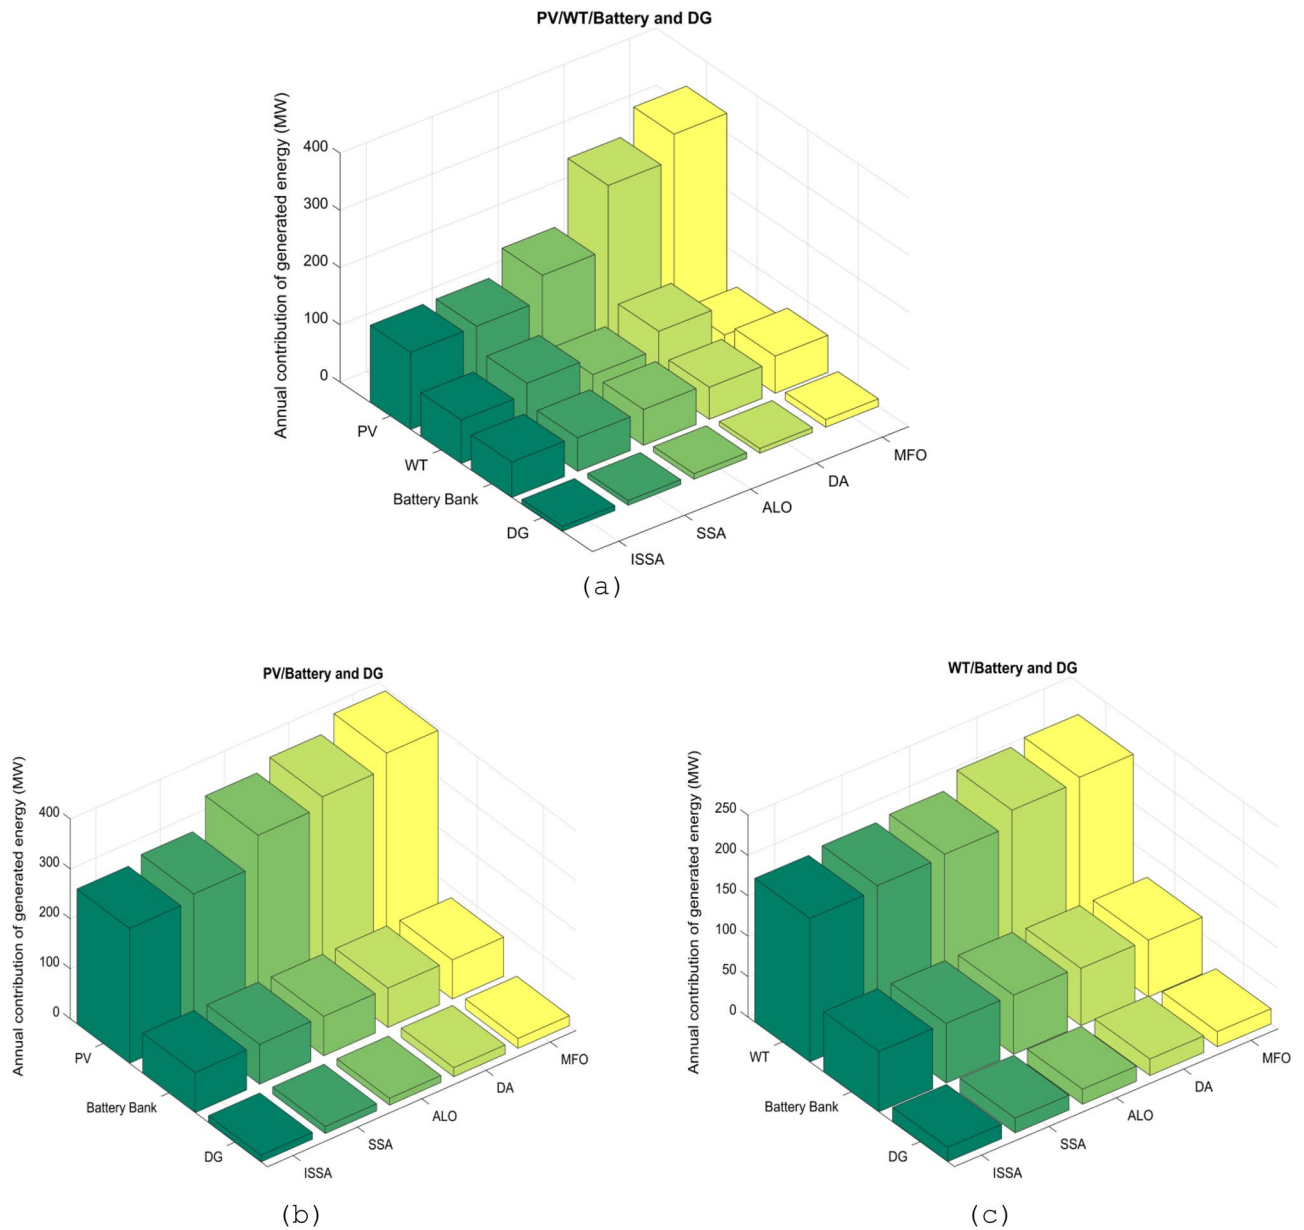 PV/WT/Battery and DG
Annual contribution of generated energy (MW)
400
300
200
100
0
PV
WT
Battery Bank
DG
ISSA
SSA
ALO
DA
MFO
(a)
PV/Battery and DG
Annual contribution of generated energy (MW)
400
300
200
100
0
PV
Battery Bank
DG
ISSA
SSA
ALO
DA
MFO
(b)
WT/Battery and DG
Annual contribution of generated energy (MW)
250
200
150
100
50
0
WT
Battery Bank
DG
ISSA
SSA
ALO
DA
MFO
(c)